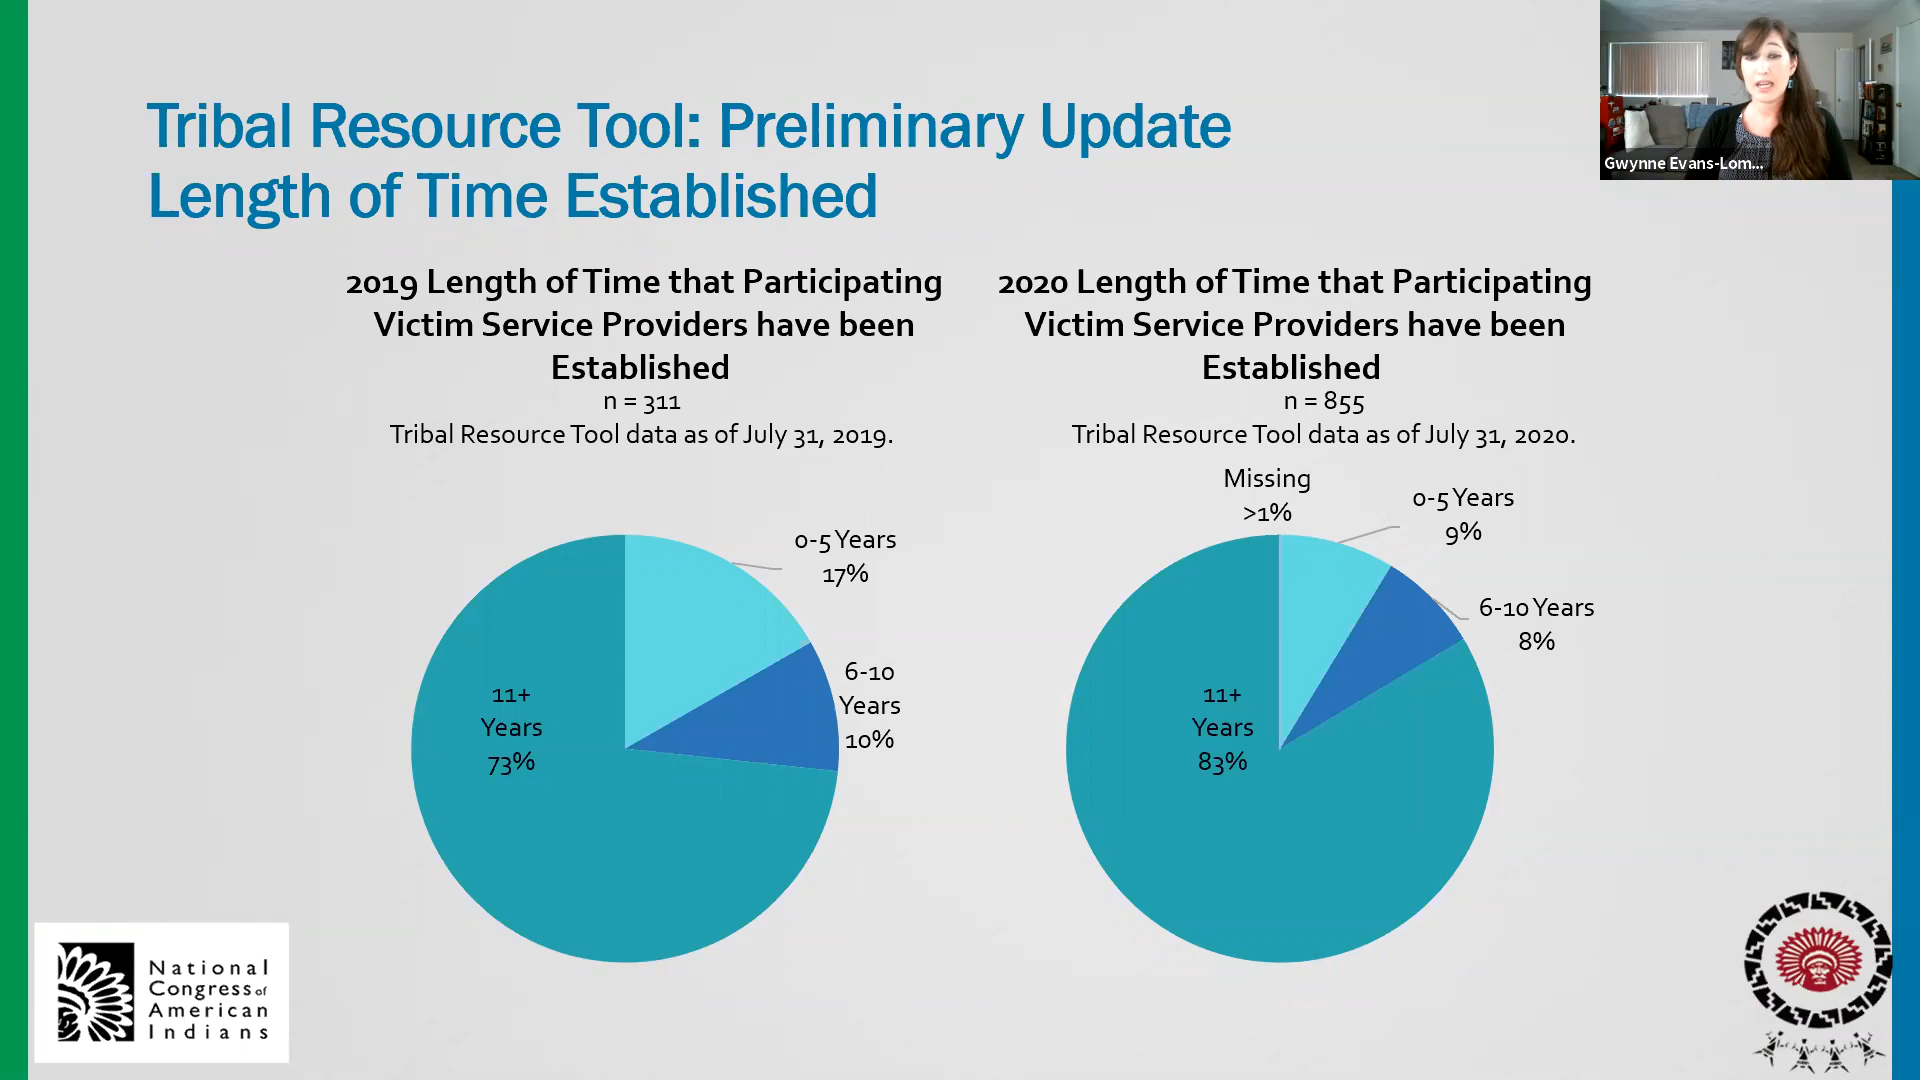 Tribal Resource Tool: Preliminary Update
Length of Time Established
Gwynne Evans-Lom...
2019 Length of Time that Participating
Victim Service Providers have been
Established
n = 311
Tribal Resource Tool data as of July 31, 2019.
0-5 Years
17%
6-10
Years
10%
11+
Years
73%
2020 Length of Time that Participating
Victim Service Providers have been
Established
n = 855
Tribal Resource Tool data as of July 31, 2020.
Missing
>1%
0-5 Years
9%
6-10 Years
8%
11+
Years
83%
National
Congress of
American
Indians